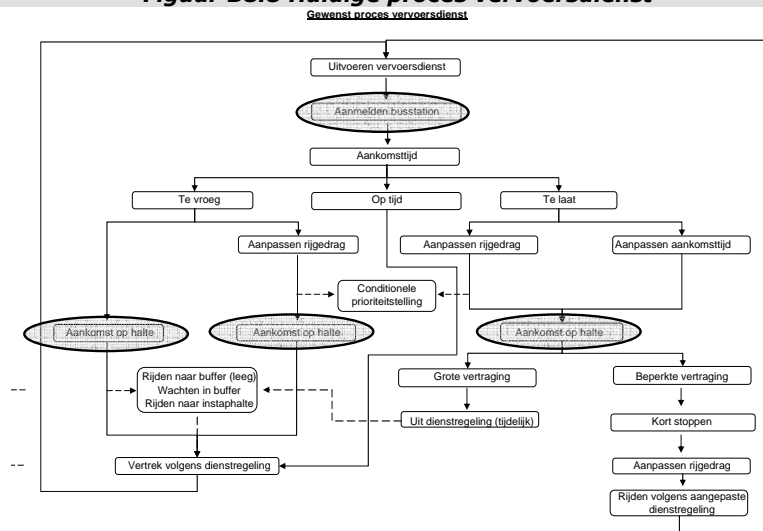 Figuur B8.8 Huidige proces vervoersdienst
Gewenst proces vervoersdienst
Uitvoeren vervoersdienst
Aanmelden busstation
Aankomsttijd
Te vroeg
Op tijd
Te laat
Aanpassen rijgedrag
Aanpassen rijgedrag
Aanpassen aankomsttijd
Conditionele
prioriteitstelling
Aankomst op halte
Aankomst op halte
Aankomst op halte
Rijden naar buffer (leeg)
Wachten in buffer
Rijden naar instaphalte
Grote vertraging
Beperkte vertraging
Uit dienstregeling (tijdelijk)
Kort stoppen
Vertrek volgens dienstregeling
Aanpassen rijgedrag
Rijden volgens aangepaste
dienstregeling